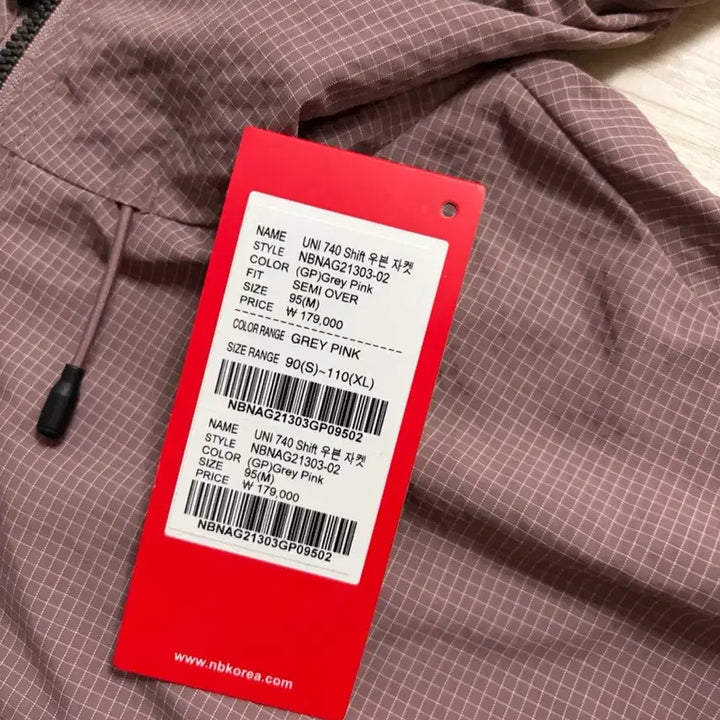 NAME UNI 740 Shift 우븐 자켓
STYLE NBNAG21303-02
COLOR (GP)Grey Pink
FIT SEMI OVER
SIZE 95(M)
PRICE ₩ 179,000
COLOR RANGE GREY PINK
SIZE RANGE 90(S)~110(XL)
NBNAG21303GP09502
NAME UNI 740 Shift 우븐 자켓
STYLE NBNAG21303-02
COLOR (GP)Grey Pink
SIZE 95(M)
PRICE ₩ 179,000
NBNAG21303GP09502
www.nbkorea.com